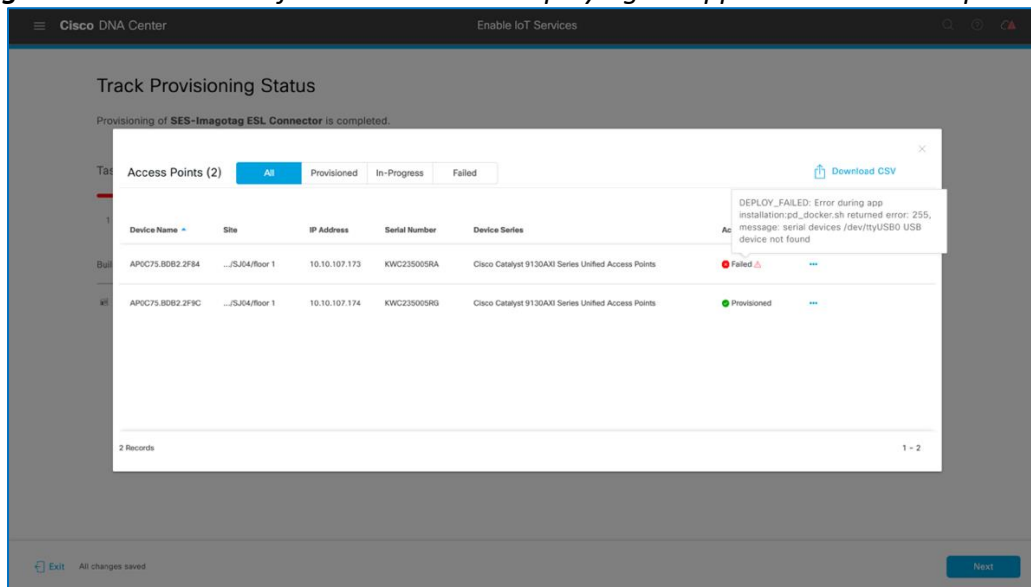 Cisco DNA Center
Enable IoT Services
Track Provisioning Status
Provisioning of SES-Imagotag ESL Connector is completed.
Access Points (2)
All
Provisioned
In-Progress
Failed
Download CSV
DEPLOY_FAILED: Error during app
installation:pd_docker.sh returned error: 255,
message: serial devices /dev/ttyUSB0 USB
device not found
Device Name
Site
IP Address
Serial Number
Device Series
AP0C75.BDB2.2F84 .../SJ04/floor 1 10.10.107.173 KWC235005RA Cisco Catalyst 9130AXI Series Unified Access Points Failed
AP0C75.BDB2.2F9C .../SJ04/floor 1 10.10.107.174 KWC235005RG Cisco Catalyst 9130AXI Series Unified Access Points Provisioned
2 Records
1 - 2
Exit
All changes saved
Next